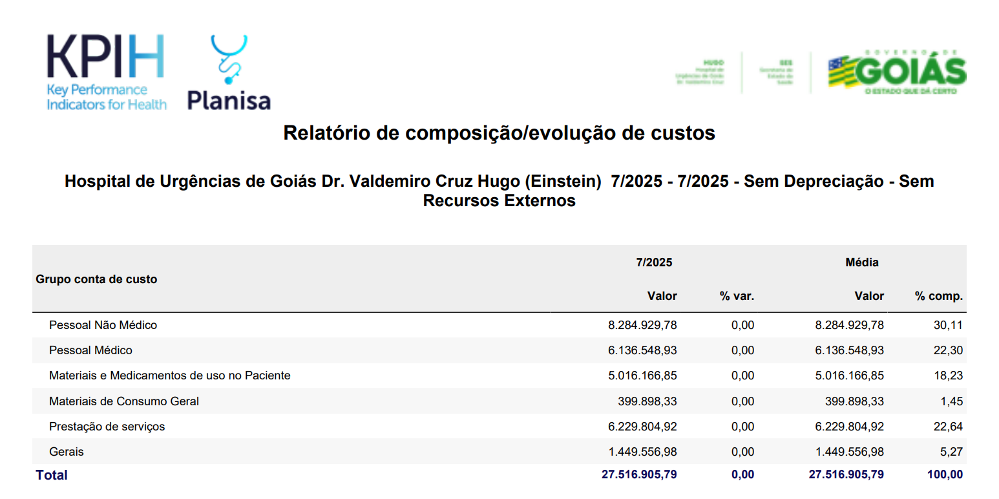 KPIH
Key Performance
Indicators for Health
Planisa
HUGO
Hospital de
Urgências de Goiás
Dr. Valdemiro Cruz
SES
Secretaria de
Estado da
Saúde
GOVERNO DE
GOIÁS
O ESTADO QUE DÁ CERTO
Relatório de composição/evolução de custos
Hospital de Urgências de Goiás Dr. Valdemiro Cruz Hugo (Einstein) 7/2025 - 7/2025 - Sem Depreciação - Sem
Recursos Externos
Grupo conta de custo 7/2025 Média
Valor % var. Valor % comp.
Pessoal Não Médico 8.284.929,78 0,00 8.284.929,78 30,11
Pessoal Médico 6.136.548,93 0,00 6.136.548,93 22,30
Materiais e Medicamentos de uso no Paciente 5.016.166,85 0,00 5.016.166,85 18,23
Materiais de Consumo Geral 399.898,33 0,00 399.898,33 1,45
Prestação de serviços 6.229.804,92 0,00 6.229.804,92 22,64
Gerais 1.449.556,98 0,00 1.449.556,98 5,27
Total 27.516.905,79 0,00 27.516.905,79 100,00